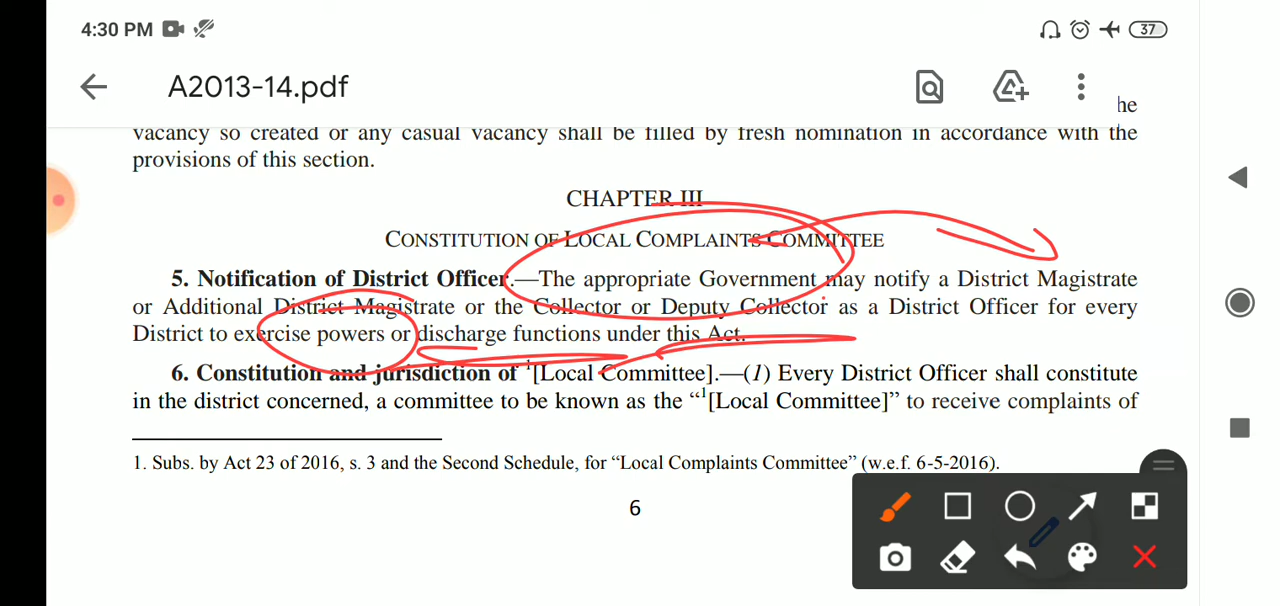 4:30 PM
37
A2013-14.pdf
he
vacancy so created or any casual vacancy shall be filled by fresh nomination in accordance with the
provisions of this section.
CHAPTER III
CONSTITUTION OF LOCAL COMPLAINTS COMMITTEE
5. Notification of District Officer.—The appropriate Government may notify a District Magistrate
or Additional District Magistrate or the Collector or Deputy Collector as a District Officer for every
District to exercise powers or discharge functions under this Act.
6. Constitution and jurisdiction of ¹[Local Committee].—(1) Every District Officer shall constitute
in the district concerned, a committee to be known as the “¹[Local Committee]” to receive complaints of
1. Subs. by Act 23 of 2016, s. 3 and the Second Schedule, for “Local Complaints Committee” (w.e.f. 6-5-2016).
6